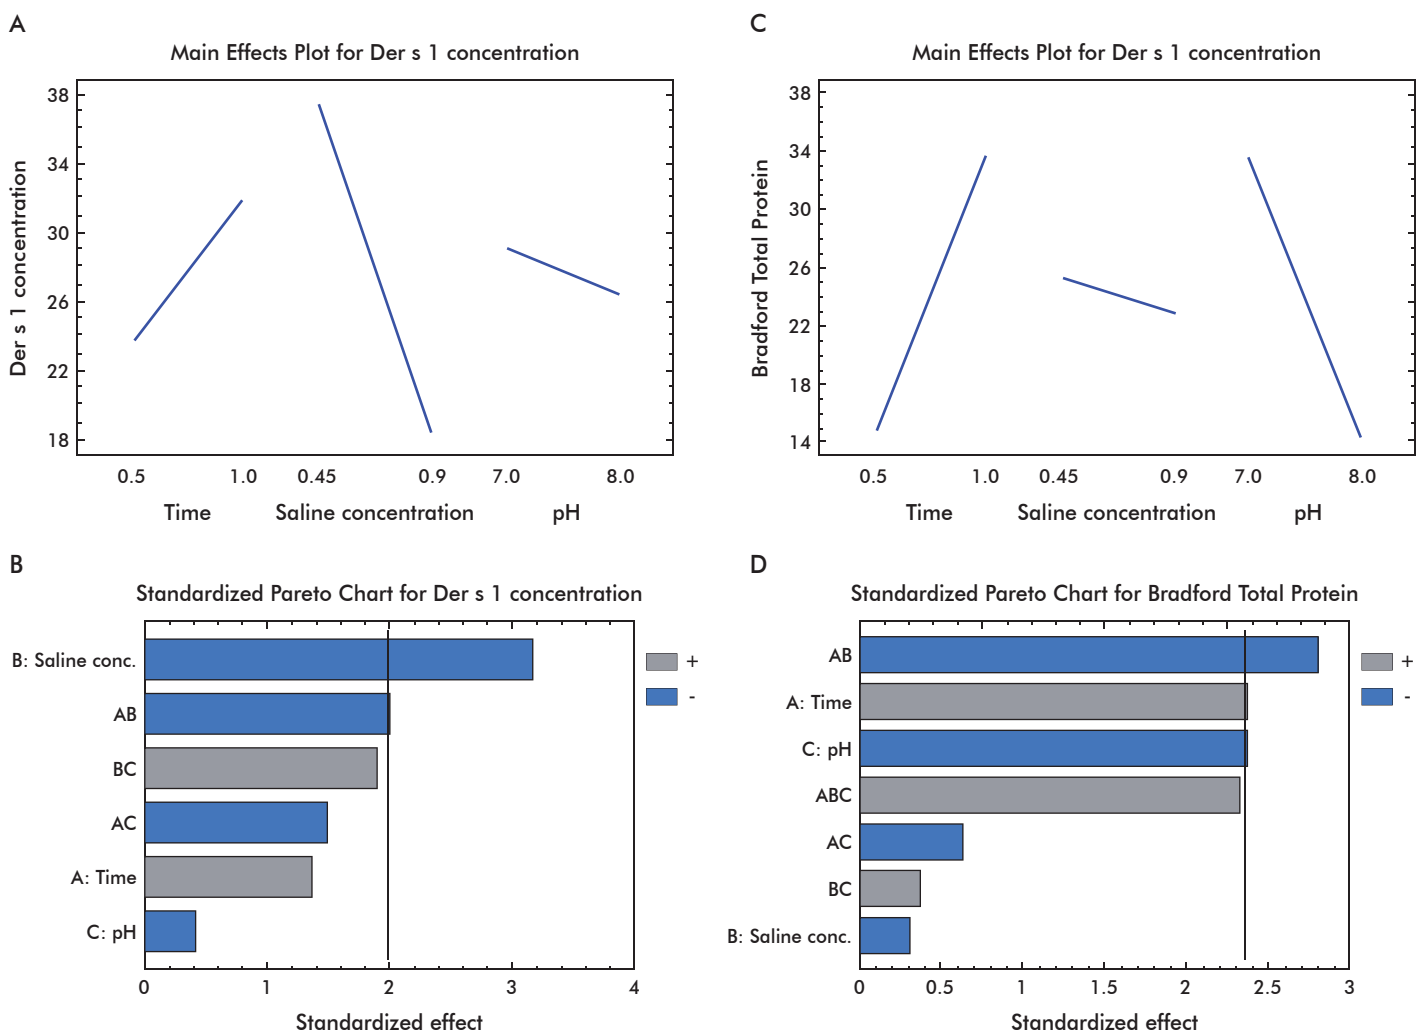 A
Main Effects Plot for Der s 1 concentration
Der s 1 concentration
38
34
30
26
22
18
0.5 1.0 0.45 0.9 7.0 8.0
Time Saline concentration pH
C
Main Effects Plot for Der s 1 concentration
Bradford Total Protein
38
34
30
26
22
18
14
0.5 1.0 0.45 0.9 7.0 8.0
Time Saline concentration pH
B
Standardized Pareto Chart for Der s 1 concentration
B: Saline conc.
AB
BC
AC
A: Time
C: pH
+
-
0 1 2 3 4
Standardized effect
D
Standardized Pareto Chart for Bradford Total Protein
AB
A: Time
C: pH
ABC
AC
BC
B: Saline conc.
+
-
0 0.5 1 1.5 2 2.5 3
Standardized effect